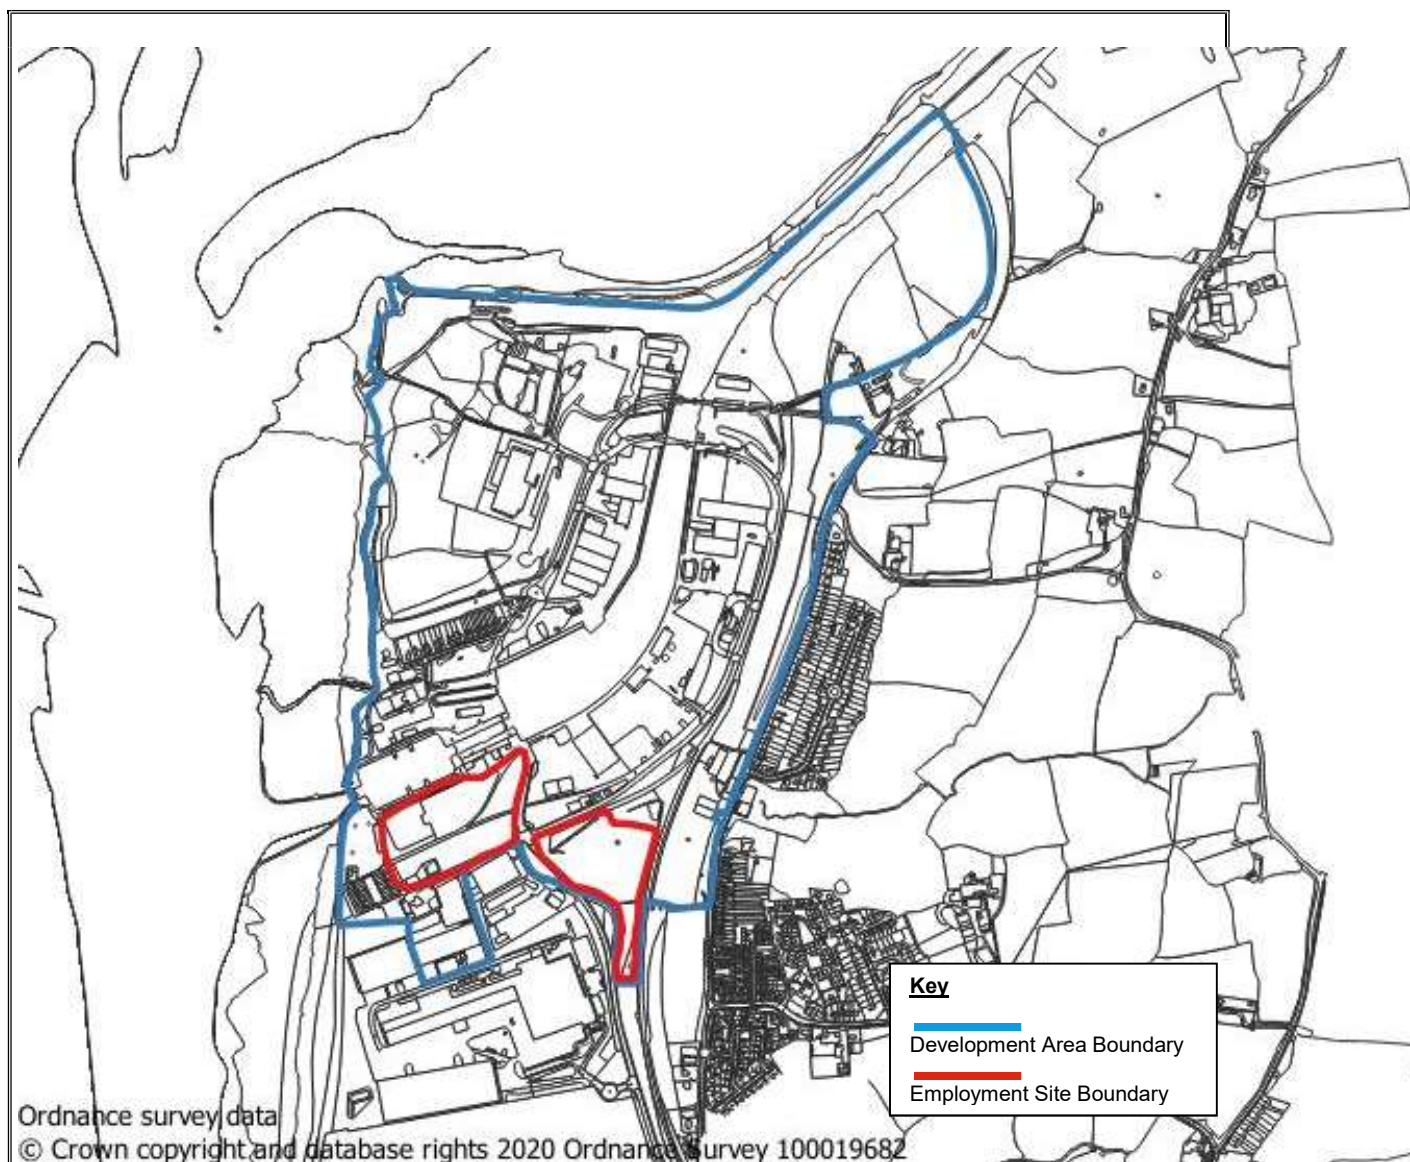 Key
Development Area Boundary
Employment Site Boundary
Ordnance survey data
© Crown copyright and database rights 2020 Ordnance Survey 100019682